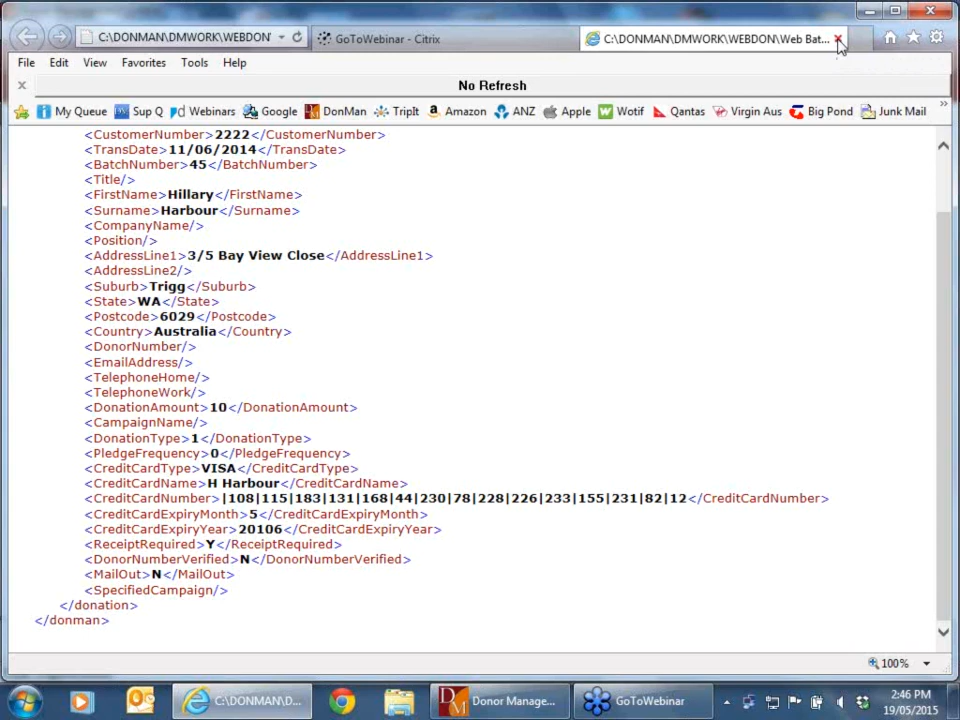 C:\DONMAN\DMWORK\WEBDON\
GoToWebinar - Citrix
C:\DONMAN\DMWORK\WEBDON\Web Bat...
File Edit View Favorites Tools Help
No Refresh
My Queue Sup Q Webinars Google DonMan TripIt Amazon ANZ Apple Wotif Qantas Virgin Aus Big Pond Junk Mail
<CustomerNumber>2222</CustomerNumber>
<TransDate>11/06/2014</TransDate>
<BatchNumber>45</BatchNumber>
<Title/>
<FirstName>Hillary</FirstName>
<Surname>Harbour</Surname>
<CompanyName/>
<Position/>
<AddressLine1>3/5 Bay View Close</AddressLine1>
<AddressLine2/>
<Suburb>Trigg</Suburb>
<State>WA</State>
<Postcode>6029</Postcode>
<Country>Australia</Country>
<DonorNumber/>
<EmailAddress/>
<TelephoneHome/>
<TelephoneWork/>
<DonationAmount>10</DonationAmount>
<CampaignName/>
<DonationType>1</DonationType>
<PledgeFrequency>0</PledgeFrequency>
<CreditCardType>VISA</CreditCardType>
<CreditCardName>H Harbour</CreditCardName>
<CreditCardNumber>|108|115|183|131|168|44|230|78|228|226|233|155|231|82|12</CreditCardNumber>
<CreditCardExpiryMonth>5</CreditCardExpiryMonth>
<CreditCardExpiryYear>20106</CreditCardExpiryYear>
<ReceiptRequired>Y</ReceiptRequired>
<DonorNumberVerified>N</DonorNumberVerified>
<MailOut>N</MailOut>
<SpecifiedCampaign/>
</donation>
</donman>
100%
C:\DONMAN\D...
Donor Manage...
GoToWebinar
2:46 PM
19/05/2015